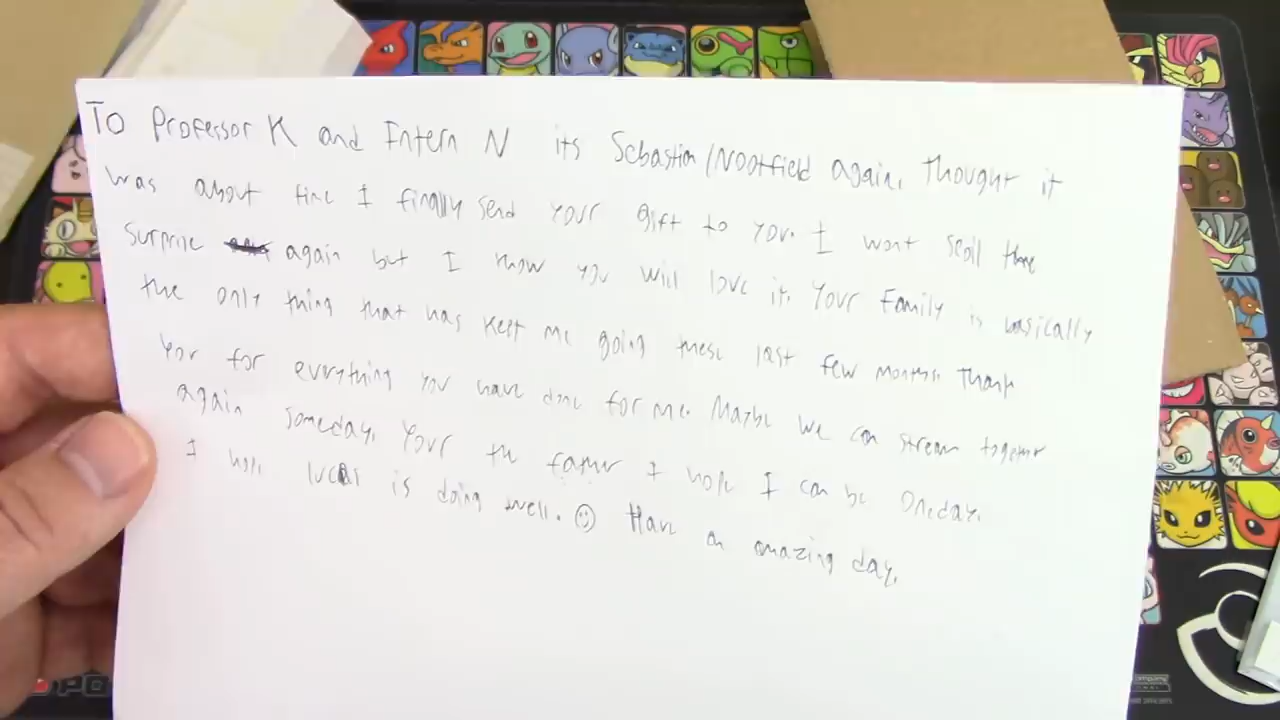 To Professor K and Intern N its Sebastian/Nootfield again. Thought it
was about time I finally send your gift to you. I wont spoil the
surprise again but I know you will love it. Your Family is basically
the only thing that has kept me going these last few months. Thank
you for everything you have done for me. Maybe we can stream together
again someday. Your the father I hope I can be oneday.
I hope is doing well. Have an amazing day.
PO